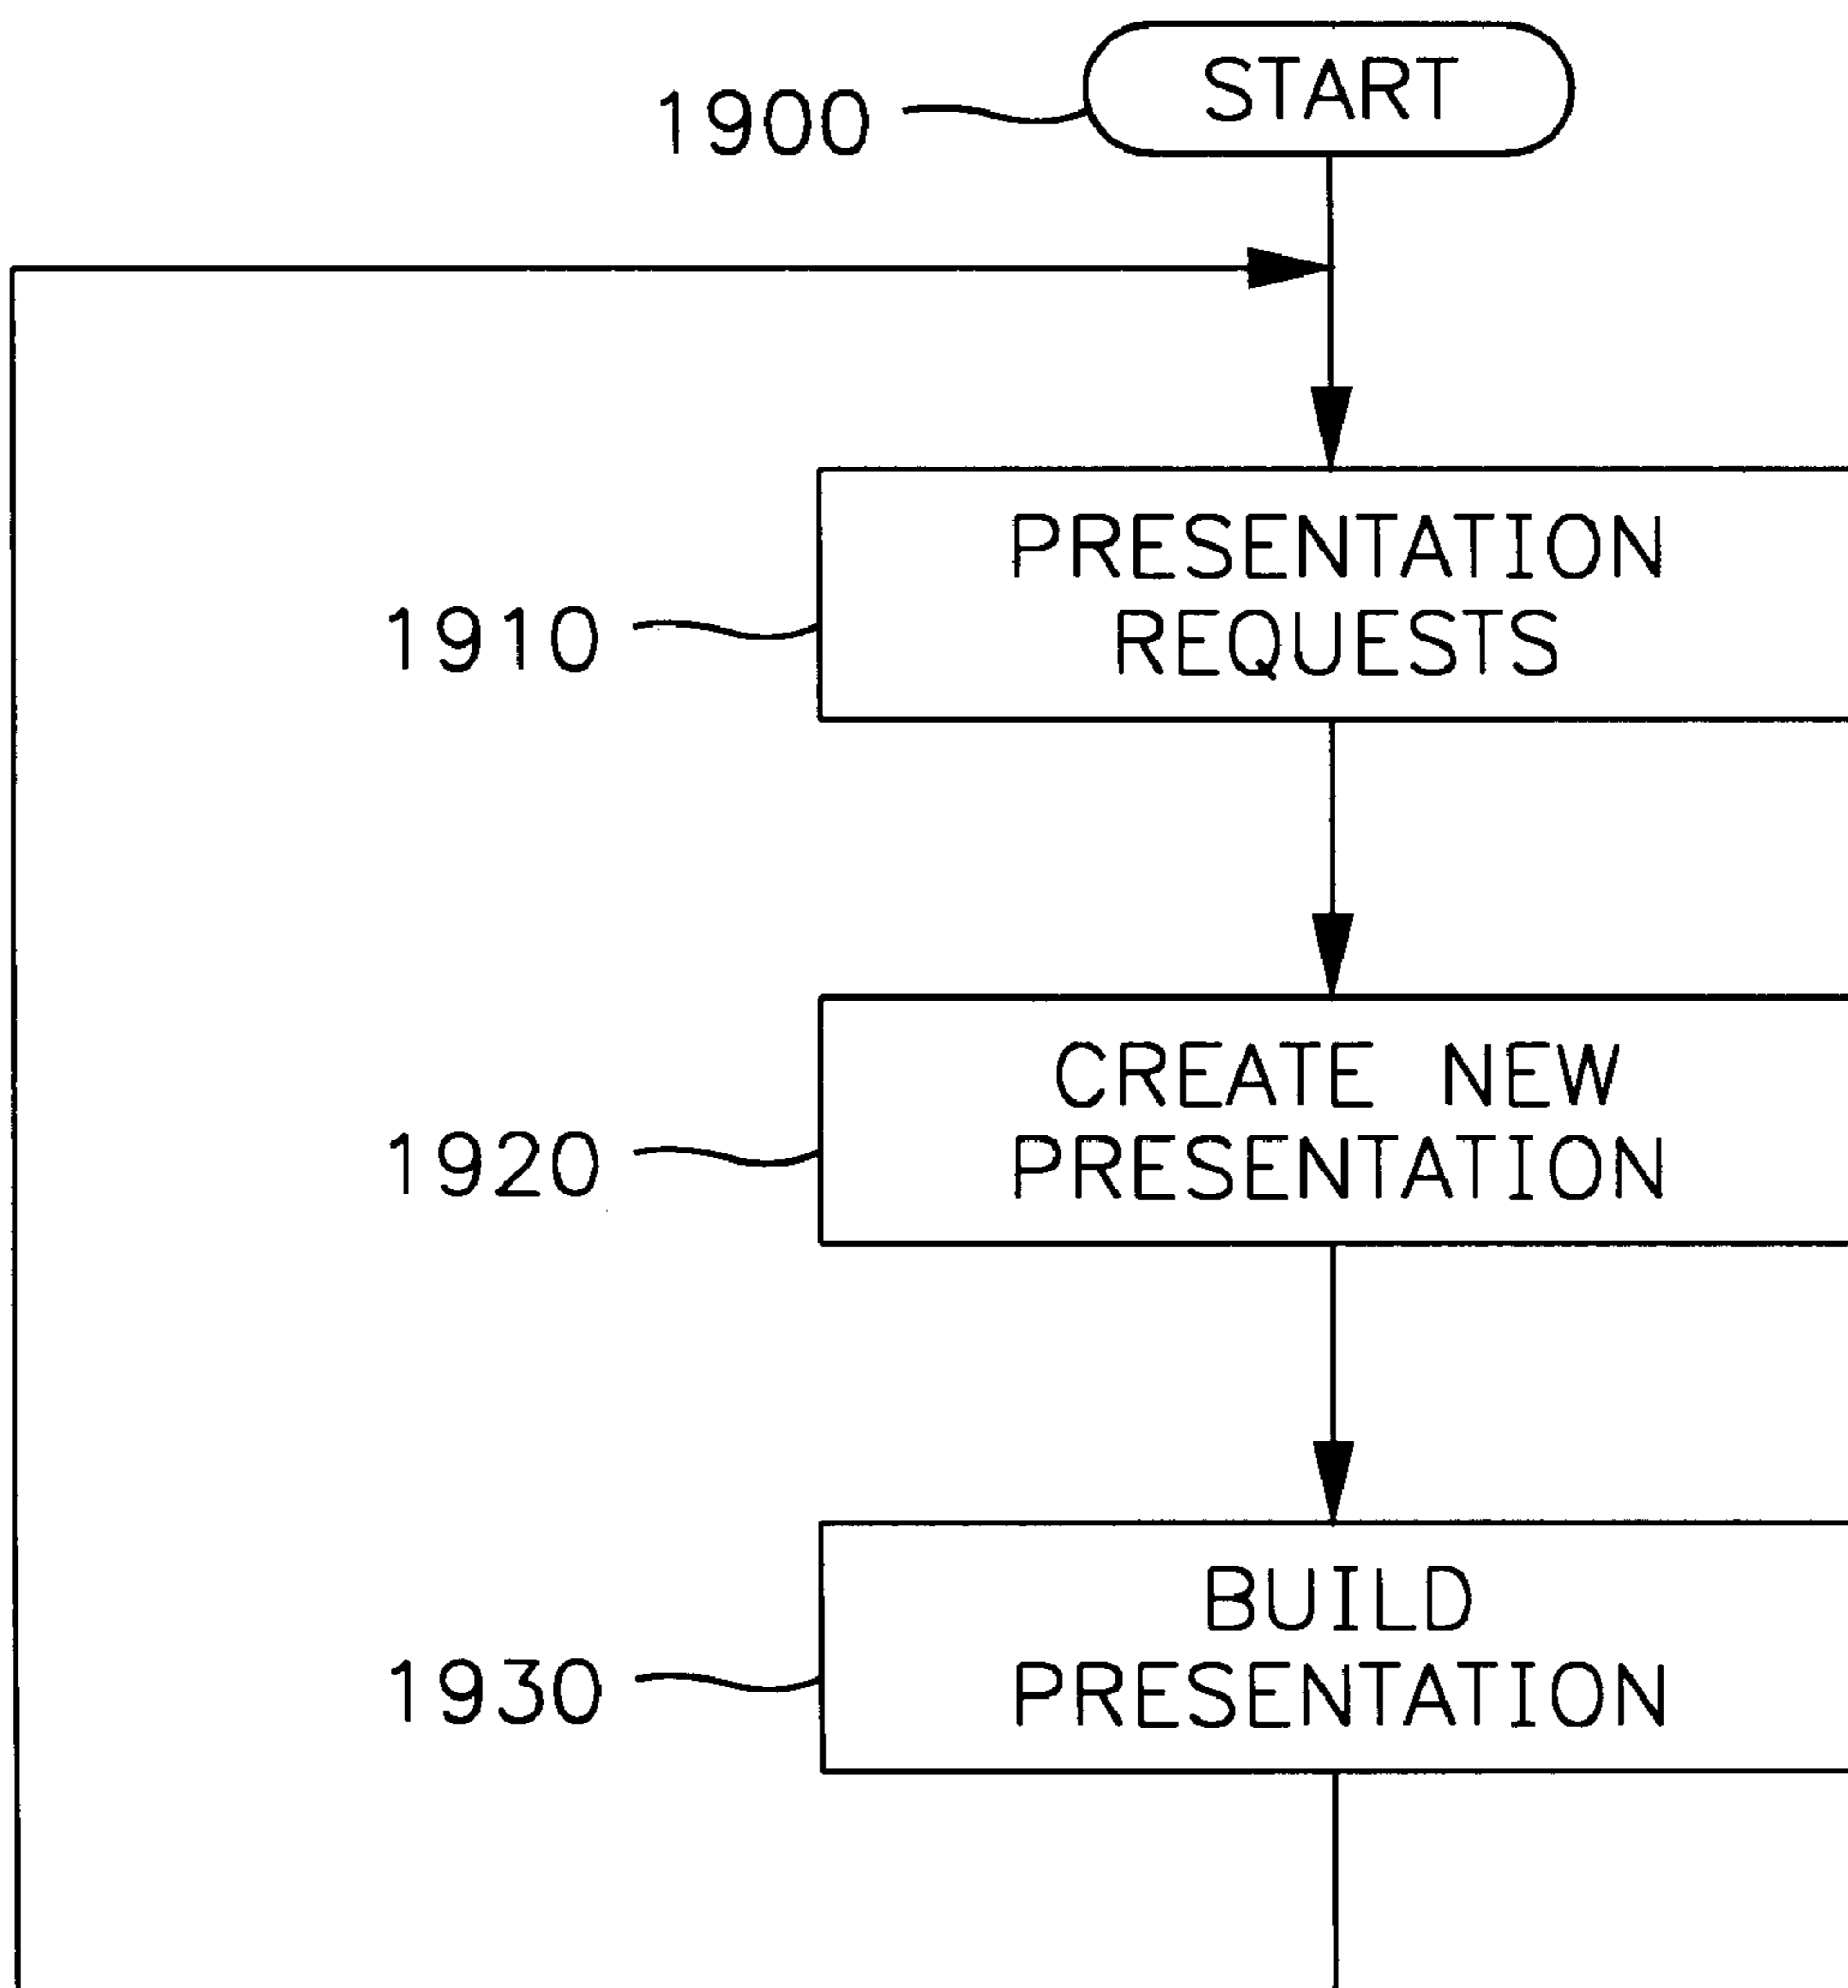 START
1900
PRESENTATION
REQUESTS
1910
CREATE NEW
PRESENTATION
1920
BUILD
PRESENTATION
1930